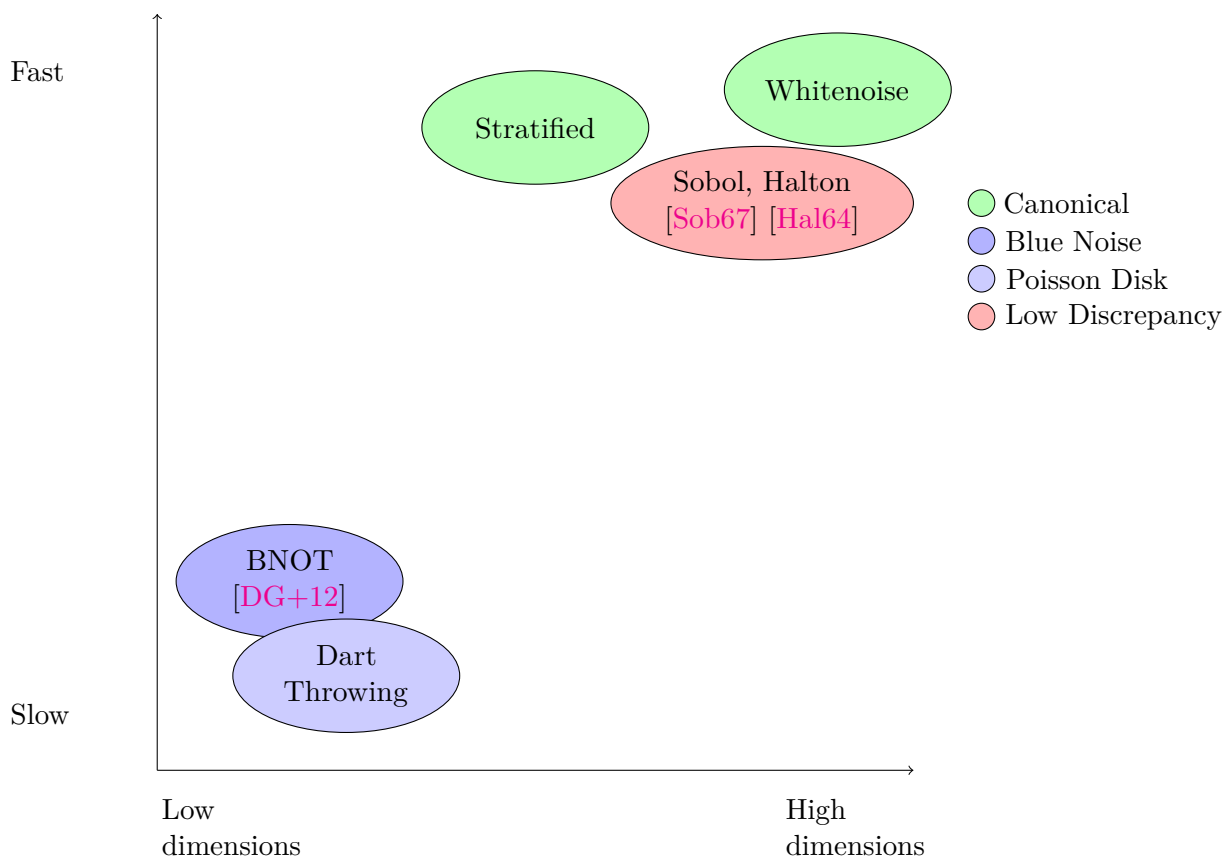 Fast
Whitenoise
Stratified
Sobol, Halton
[Sob67] [Hal64]
Canonical
Blue Noise
Poisson Disk
Low Discrepancy
BNOT
[DG+12]
Dart
Throwing
Slow
Low
dimensions
High
dimensions